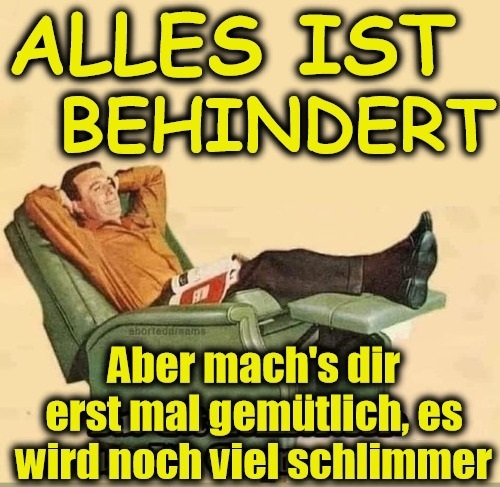 ALLES IST
BEHINDERT
aborteddreams
Aber mach's dir
erst mal gemütlich, es
wird noch viel schlimmer